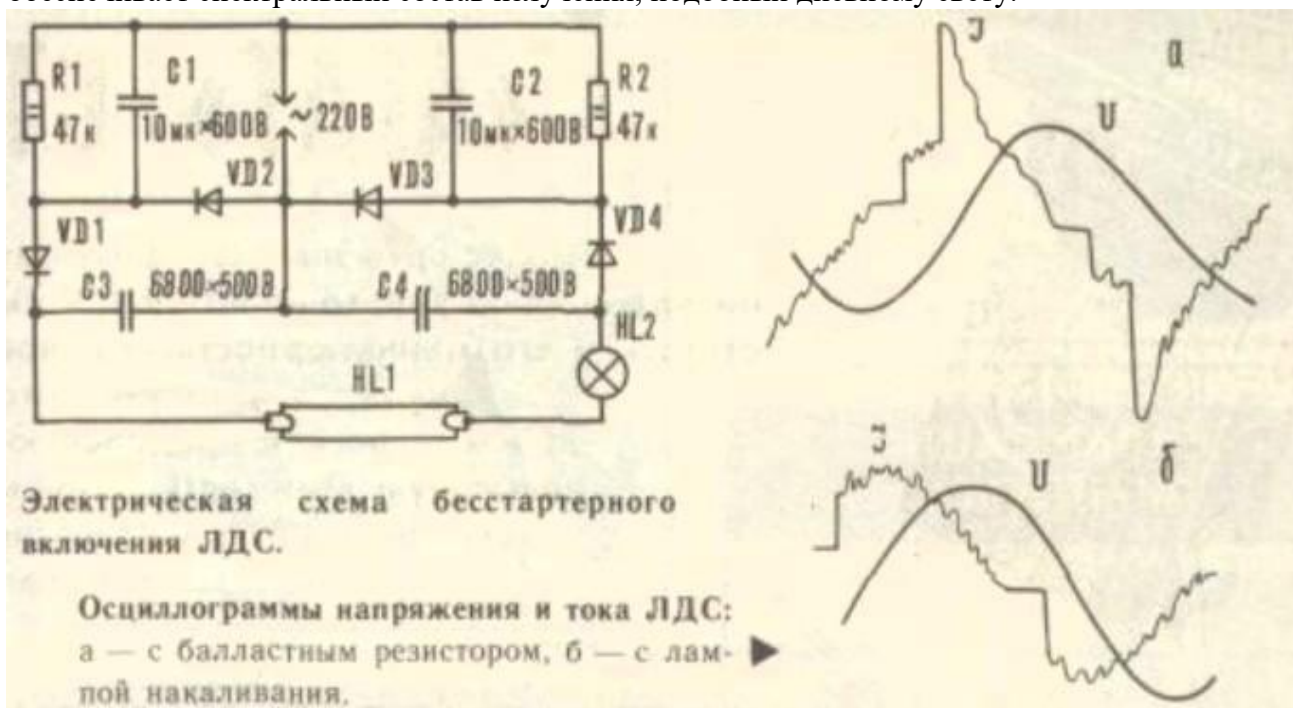 R1
C1
C2
R2
47к
10мк×600В
~220В
10мк×600В
47к
VD2
VD3
VD1
VD4
C3
6800×500В
C4
6800×500В
HL2
HL1
Электрическая схема бесстартерного
включения ЛДС.
Осциллограммы напряжения и тока ЛДС:
а — с балластным резистором, б — с лам-
пой накаливания.
J
U
а
J
U
б